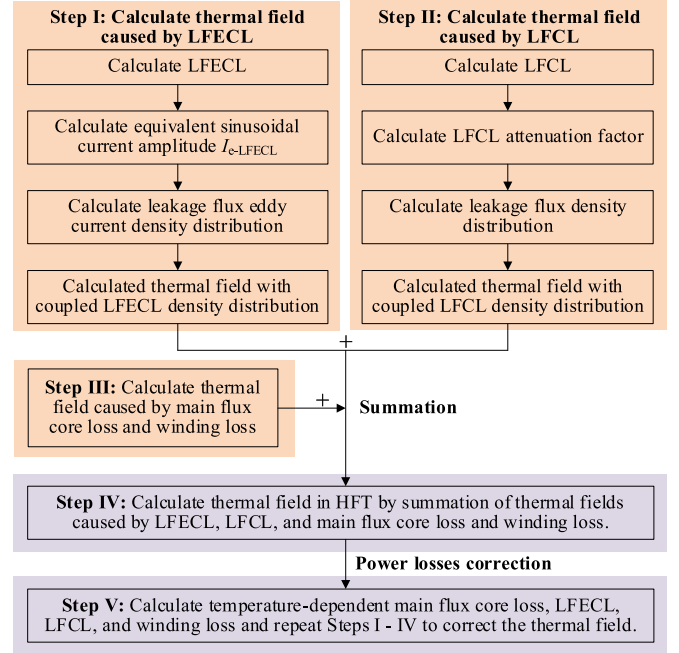 Step I: Calculate thermal field
caused by LFECL
Calculate LFECL
Calculate equivalent sinusoidal
current amplitude Ie-LFECL
Calculate leakage flux eddy
current density distribution
Calculated thermal field with
coupled LFECL density distribution
Step II: Calculate thermal field
caused by LFCL
Calculate LFCL
Calculate LFCL attenuation factor
Calculate leakage flux density
distribution
Calculated thermal field with
coupled LFCL density distribution
+
Step III: Calculate thermal
field caused by main flux
core loss and winding loss
+
Summation
Step IV: Calculate thermal field in HFT by summation of thermal fields
caused by LFECL, LFCL, and main flux core loss and winding loss.
Power losses correction
Step V: Calculate temperature-dependent main flux core loss, LFECL,
LFCL, and winding loss and repeat Steps I - IV to correct the thermal field.